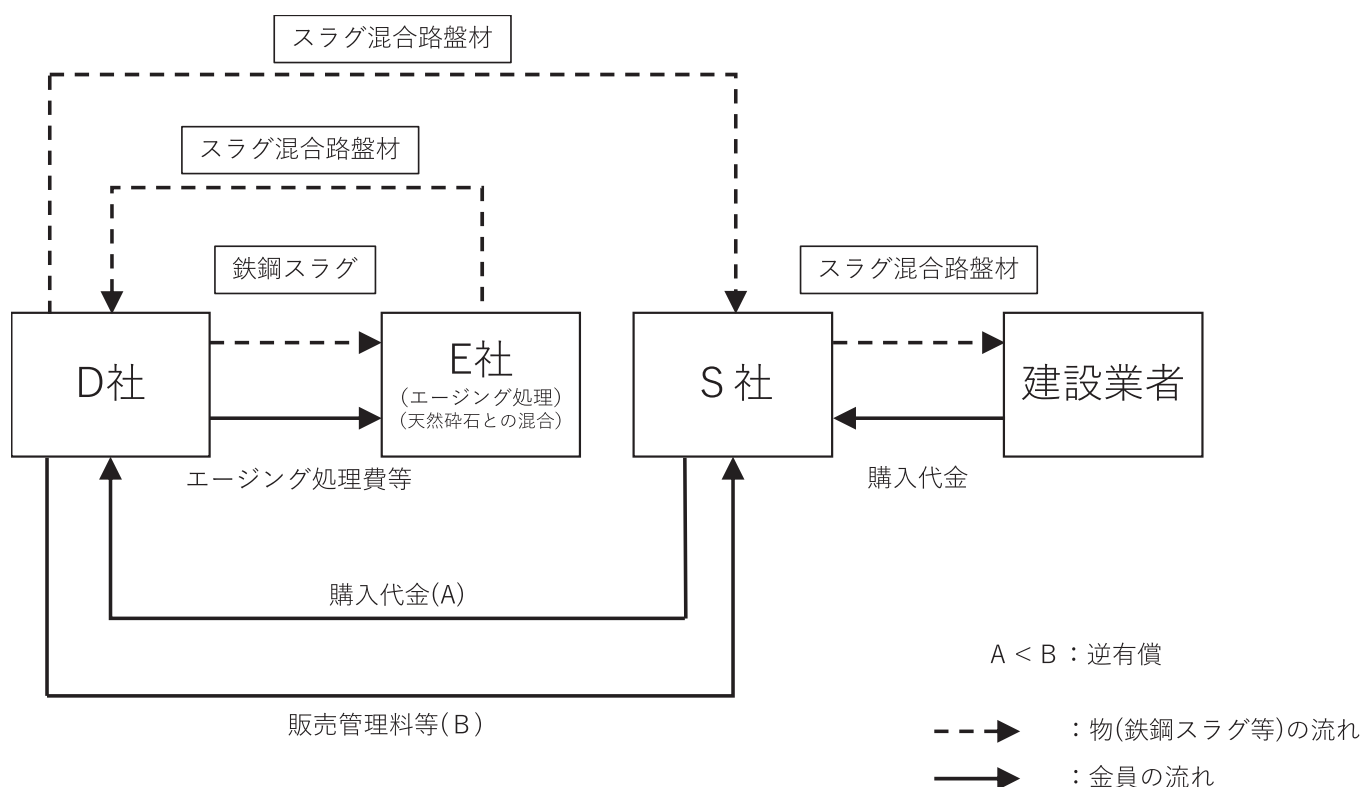 スラグ混合路盤材
スラグ混合路盤材
鉄鋼スラグ
スラグ混合路盤材
D社
E社
(エージング処理)
(天然砕石との混合)
S社
建設業者
エージング処理費等
購入代金
購入代金(A)
A < B：逆有償
販売管理料等(B)
：物(鉄鋼スラグ等)の流れ
：金員の流れ